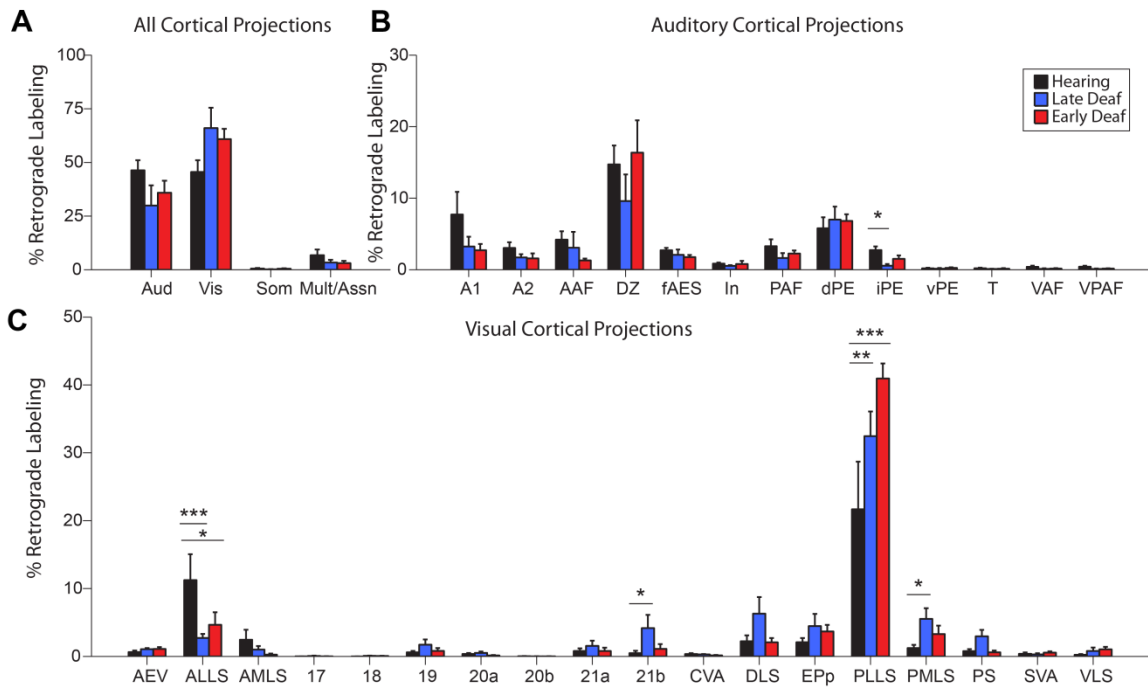 A
All Cortical Projections
% Retrograde Labeling
100
75
50
25
0
Aud Vis Som Mult/Assn
B
Auditory Cortical Projections
% Retrograde Labeling
30
20
10
0
*
A1 A2 AAF DZ fAES In PAF dPE iPE vPE T VAF VPAF
Hearing
Late Deaf
Early Deaf
C
Visual Cortical Projections
% Retrograde Labeling
50
40
30
20
10
0
***
*
*
***
**
*
AEV ALLS AMLS 17 18 19 20a 20b 21a 21b CVA DLS EPp PLLS PMLS PS SVA VLS